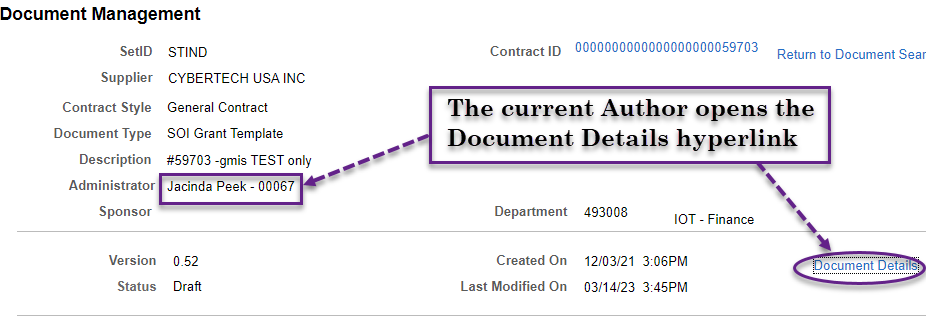 Document Management
SetID STIND Contract ID 0000000000000000000059703 Return to Document Sear
Supplier CYBERTECH USA INC
Contract Style General Contract
Document Type SOI Grant Template
Description #59703 -gmis TEST only
Administrator Jacinda Peek - 00067
Sponsor Department 493008 IOT - Finance
The current Author opens the
Document Details hyperlink
Version 0.52 Created On 12/03/21 3:06PM Document Details
Status Draft Last Modified On 03/14/23 3:45PM